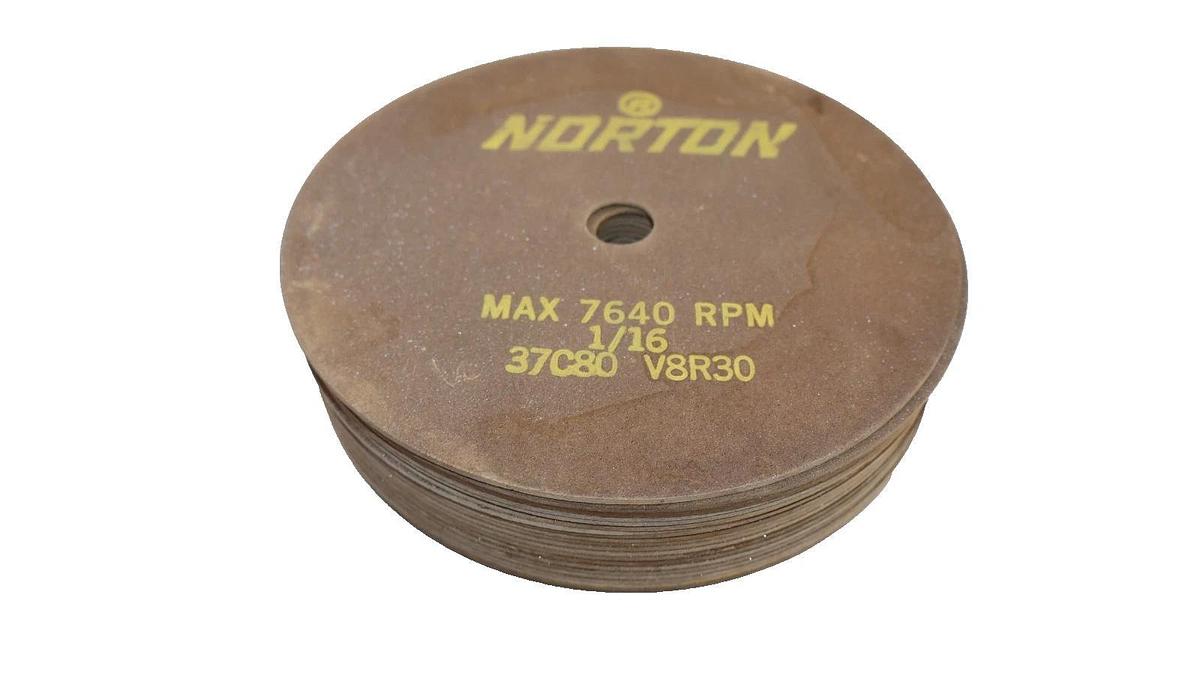 ®
NORTON
MAX 7640 RPM
1/16
37C80 V8R30